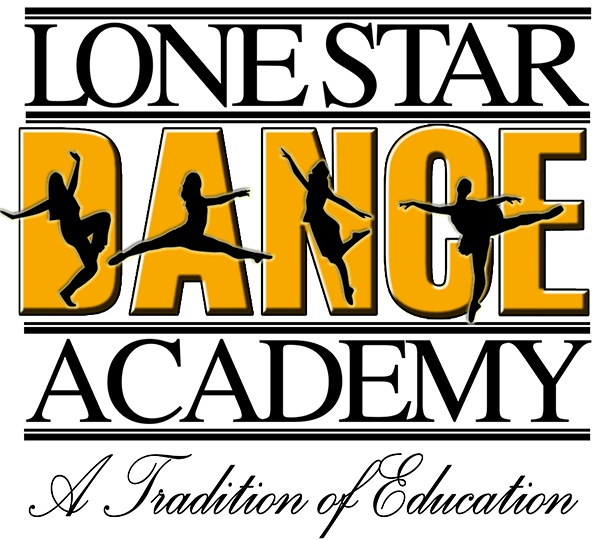 LONE STAR
DANCE
ACADEMY
A Tradition of Education